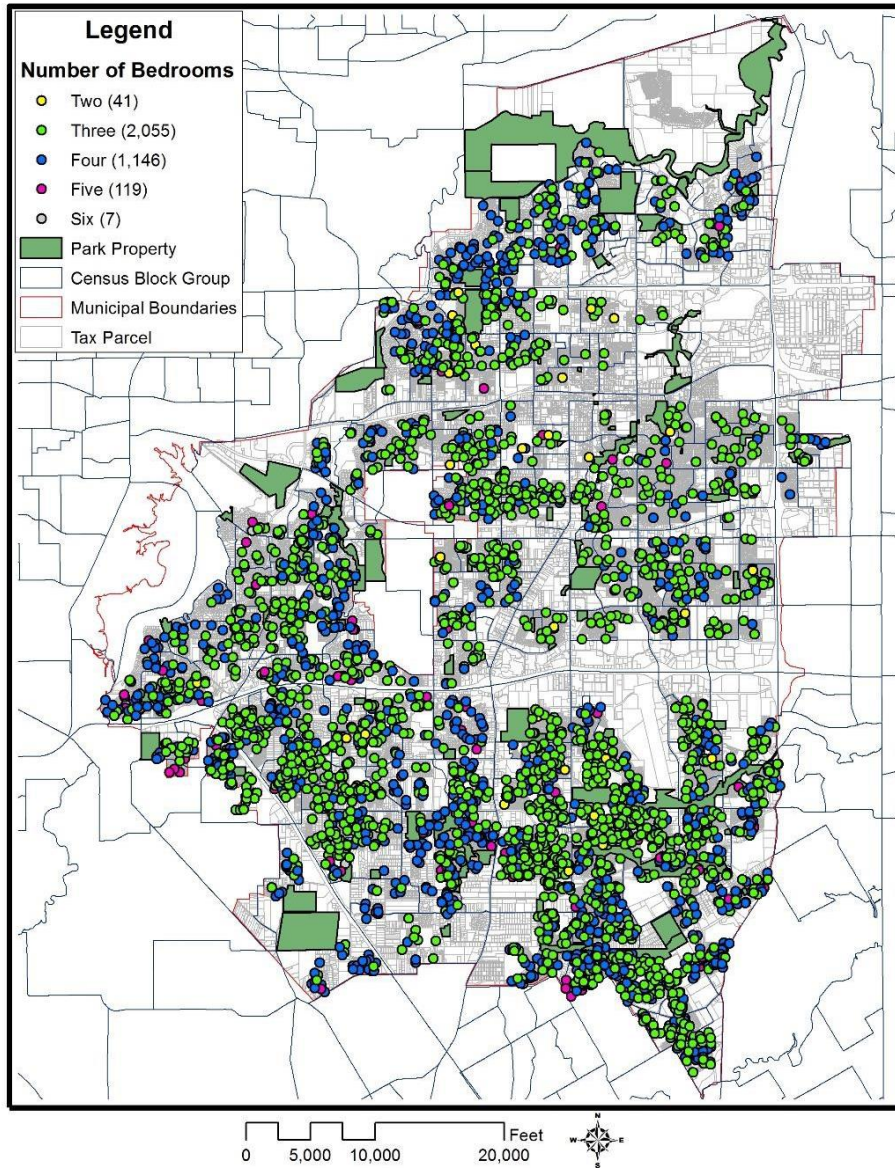 Legend
Number of Bedrooms
Two (41)
Three (2,055)
Four (1,146)
Five (119)
Six (7)
Park Property
Census Block Group
Municipal Boundaries
Tax Parcel
Feet
0 5,000 10,000 20,000
N
W E
S